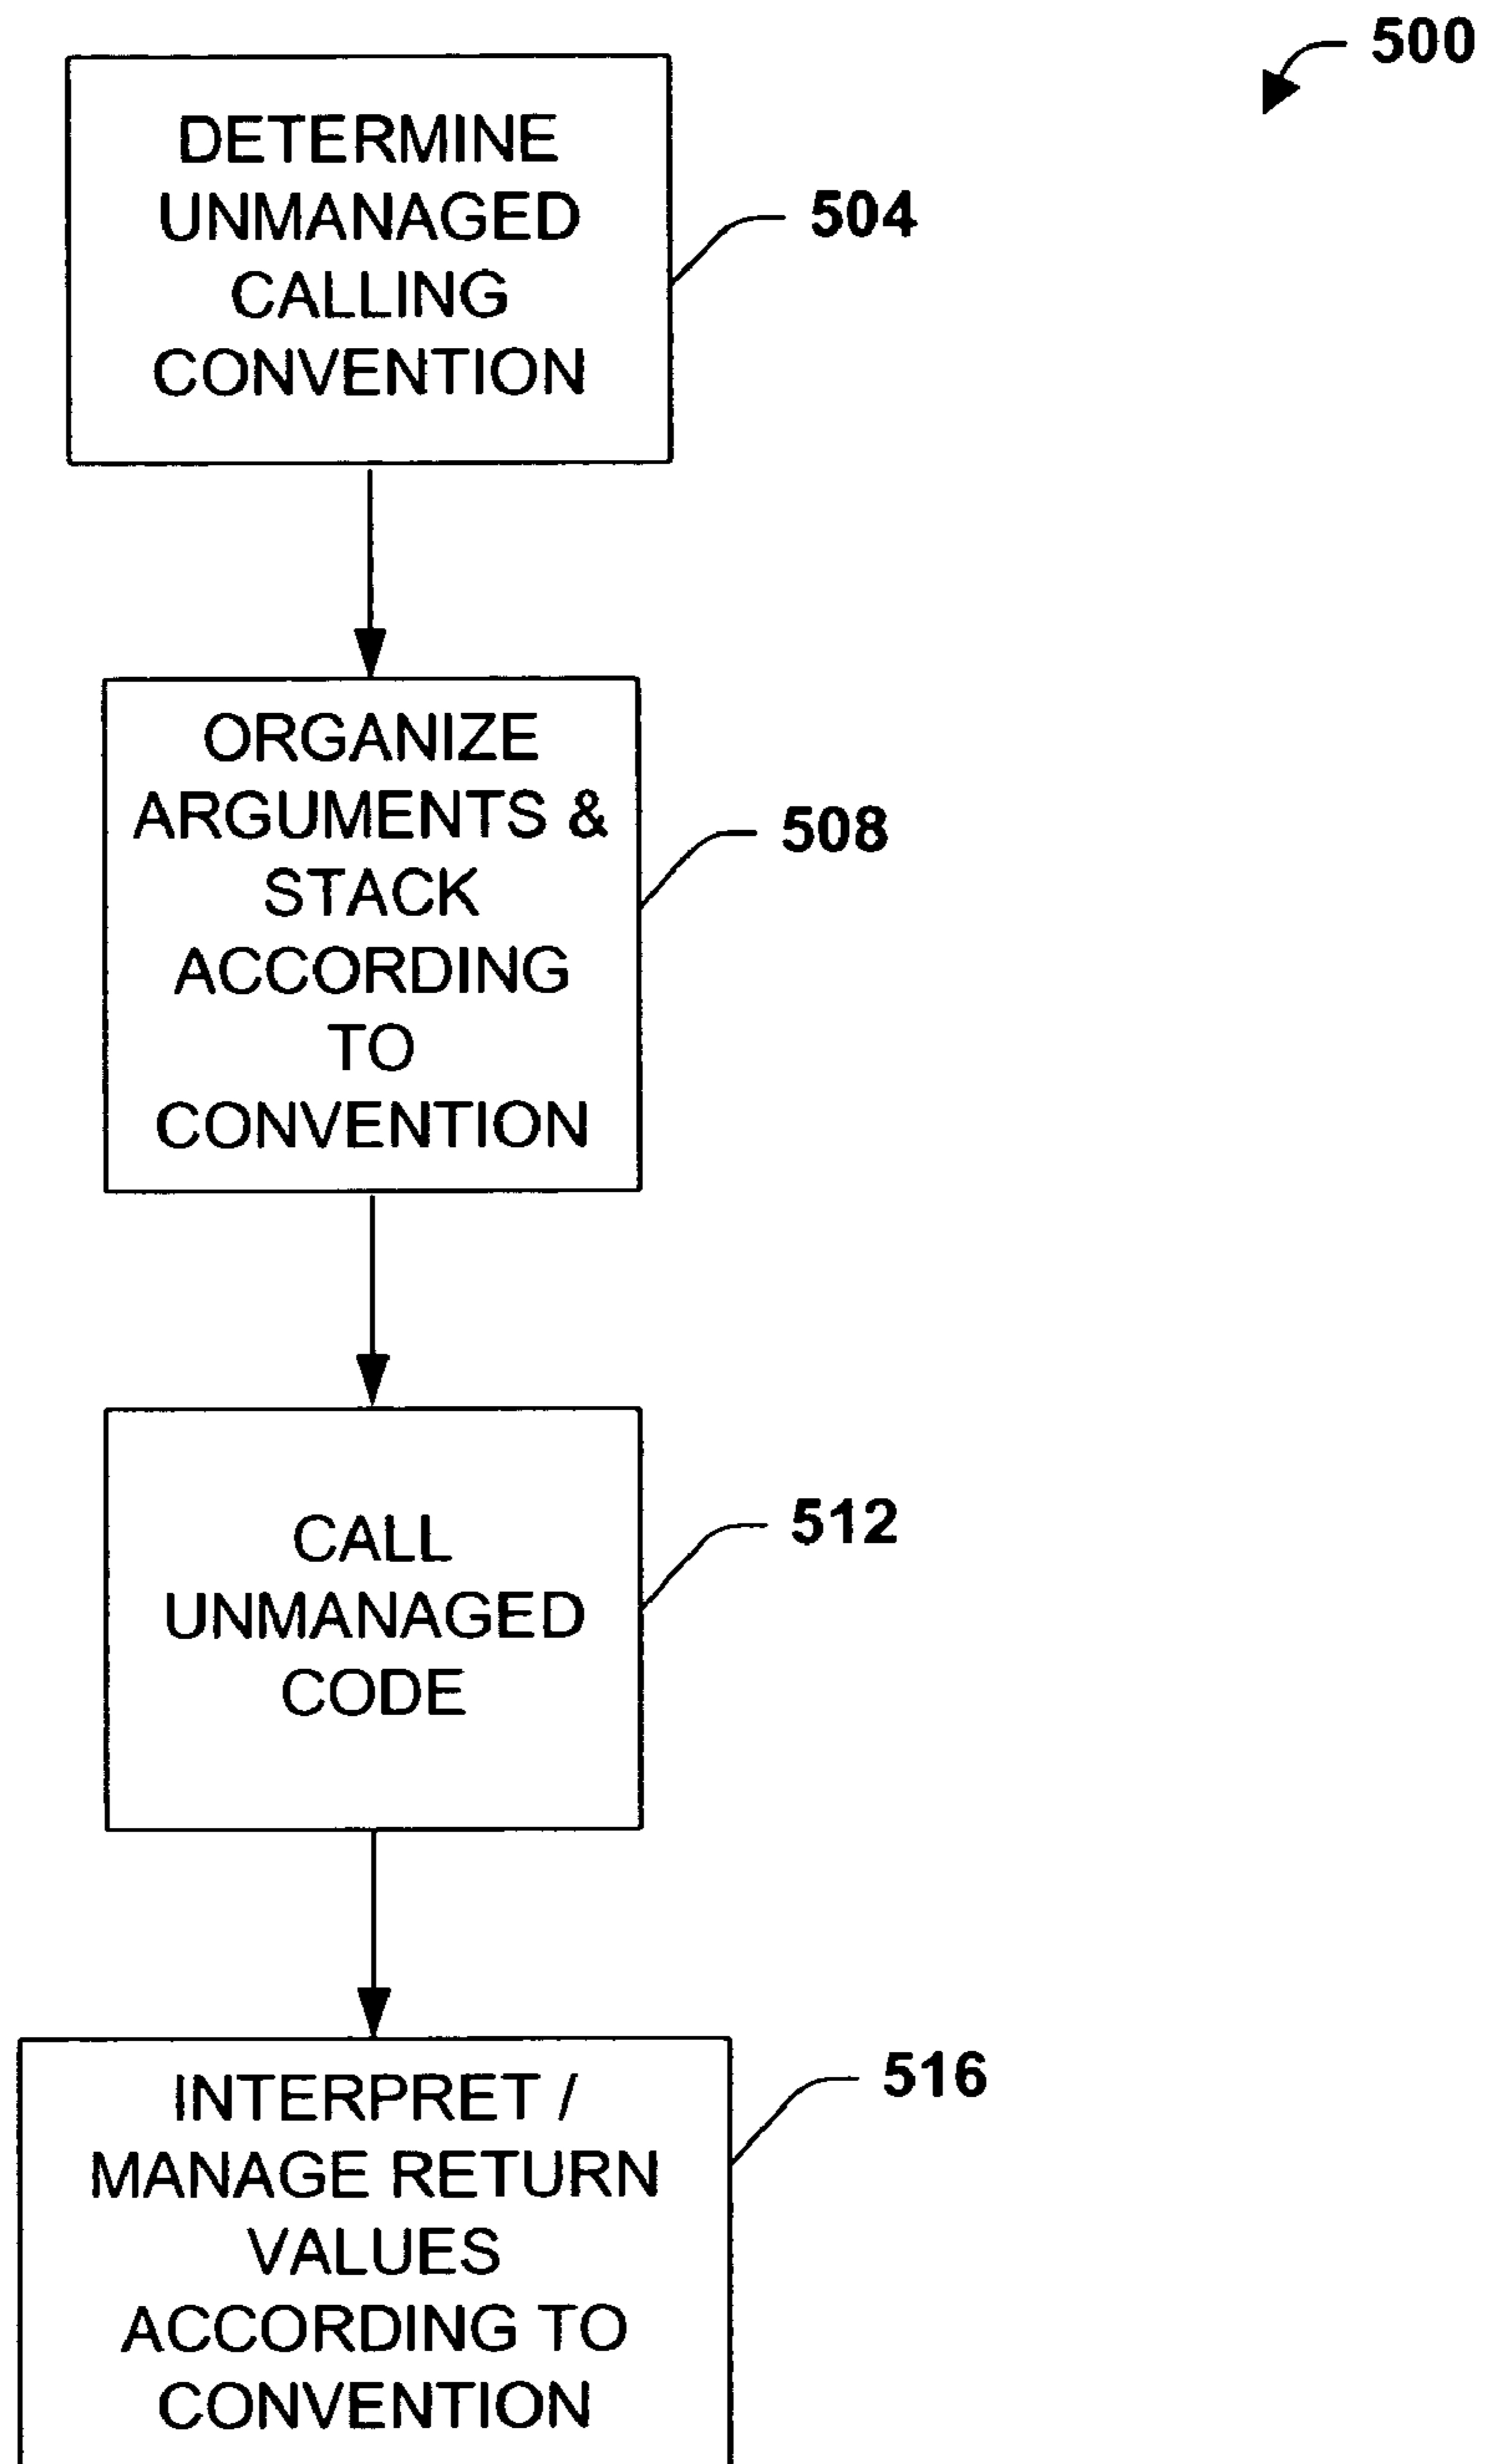 500
DETERMINE
UNMANAGED
CALLING
CONVENTION
504
ORGANIZE
ARGUMENTS &
STACK
ACCORDING
TO
CONVENTION
508
CALL
UNMANAGED
CODE
512
INTERPRET /
MANAGE RETURN
VALUES
ACCORDING TO
CONVENTION
516